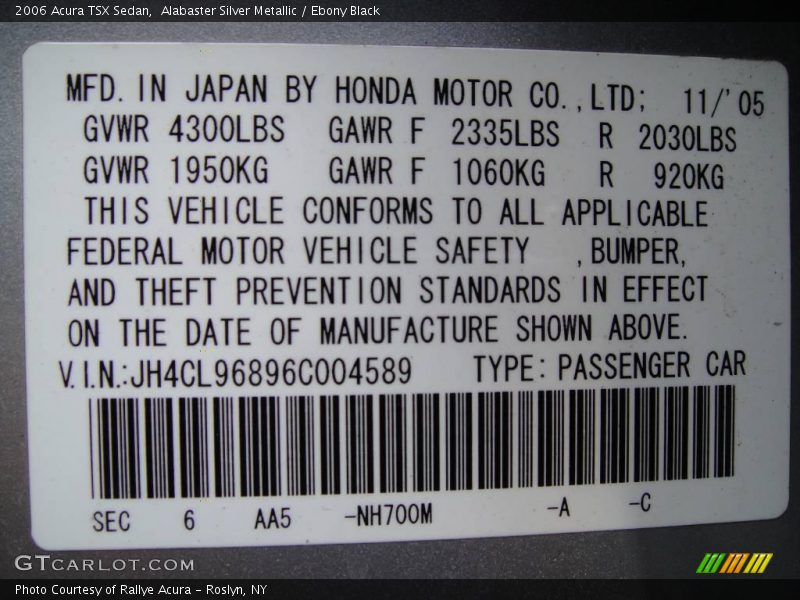 2006 Acura TSX Sedan,  Alabaster Silver Metallic / Ebony Black
MFD. IN JAPAN BY HONDA MOTOR CO.,LTD; 11/'05
GVWR 4300LBS GAWR F 2335LBS R 2030LBS
GVWR 1950KG GAWR F 1060KG R 920KG
THIS VEHICLE CONFORMS TO ALL APPLICABLE
FEDERAL MOTOR VEHICLE SAFETY ,BUMPER,
AND THEFT PREVENTION STANDARDS IN EFFECT
ON THE DATE OF MANUFACTURE SHOWN ABOVE.
V.I.N.:JH4CL96896C004589 TYPE: PASSENGER CAR
SEC 6 AA5 -NH700M -A -C
GTCARLOT.COM
Photo Courtesy of Rallye Acura - Roslyn, NY